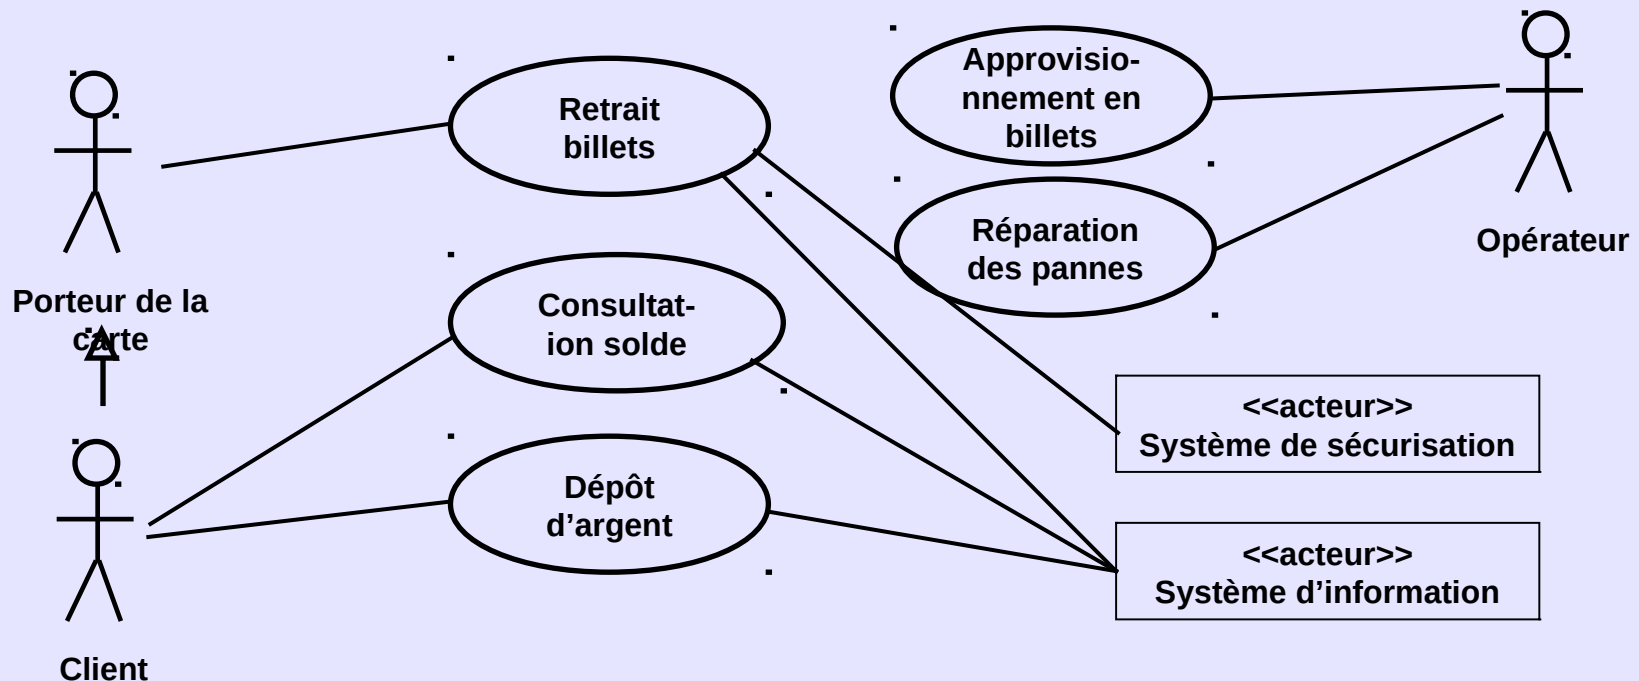 Approvisio-
nnement en
billets
Retrait
billets
Réparation
des pannes
Opérateur
Porteur de la
carte
Consultat-
ion solde
<<acteur>>
Système de sécurisation
Dépôt
d’argent
<<acteur>>
Système d’information
Client